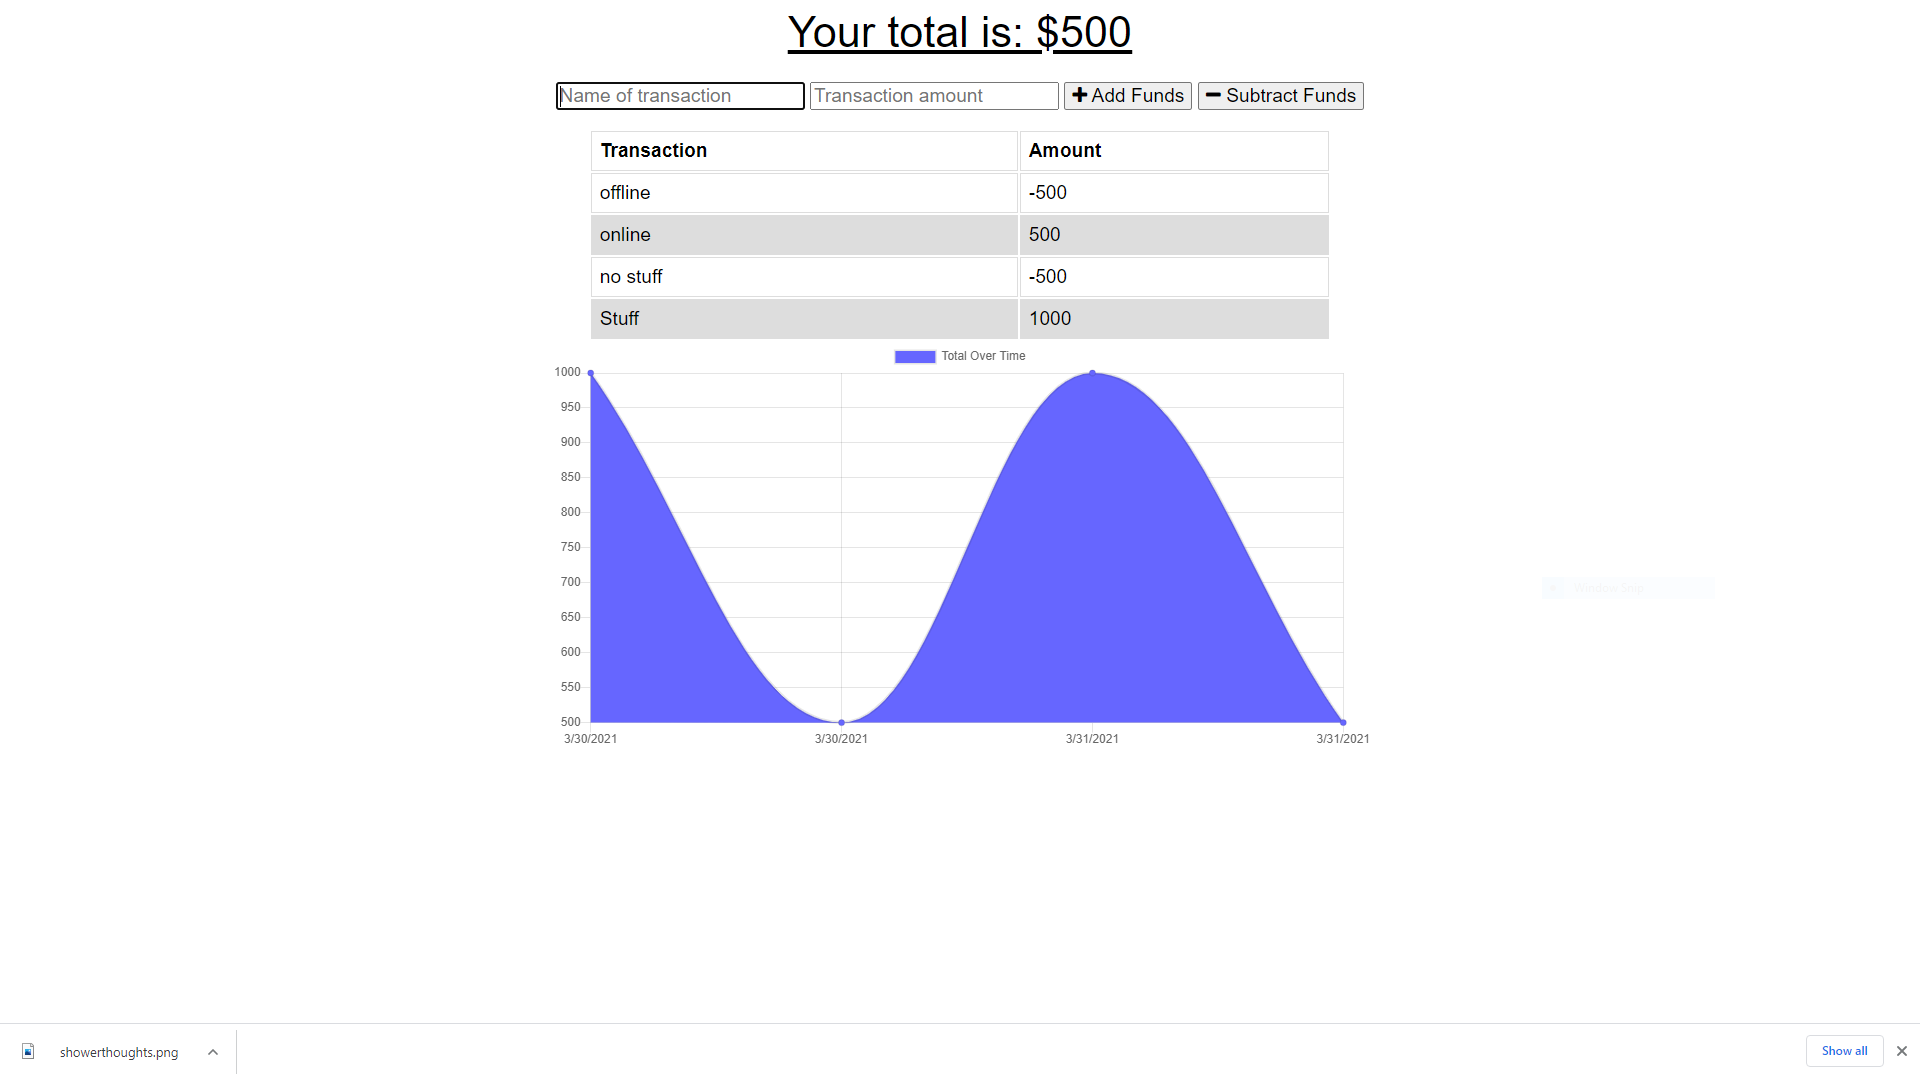 Your total is: $500
Name of transaction Transaction amount Add Funds Subtract Funds
Transaction Amount
offline -500
online 500
no stuff -500
Stuff 1000
Total Over Time
1000
950
900
850
800
750
700
650
600
550
500
3/30/2021 3/30/2021 3/31/2021 3/31/2021
Window Snip
showerthoughts.png Show all